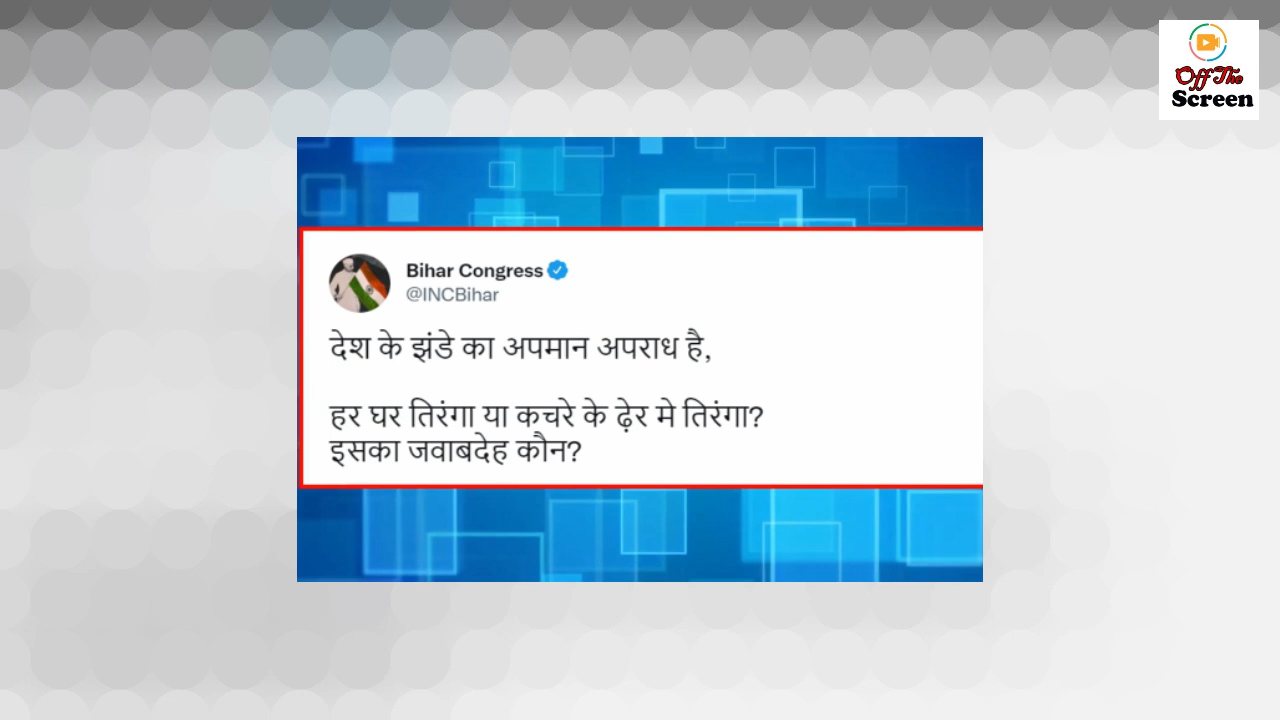 Off The
Screen
Bihar Congress
@INCBihar
देश के झंडे का अपमान अपराध है,
हर घर तिरंगा या कचरे के ढ़ेर मे तिरंगा?
इसका जवाबदेह कौन?